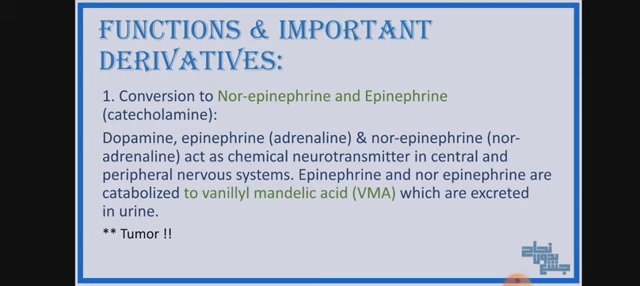 FUNCTIONS & IMPORTANT
DERIVATIVES:
1. Conversion to Nor-epinephrine and Epinephrine
(catecholamine):
Dopamine, epinephrine (adrenaline) & nor-epinephrine (nor-
adrenaline) act as chemical neurotransmitter in central and
peripheral nervous systems. Epinephrine and nor epinephrine are
catabolized to vanillyl mandelic acid (VMA) which are excreted
in urine.
** Tumor !!